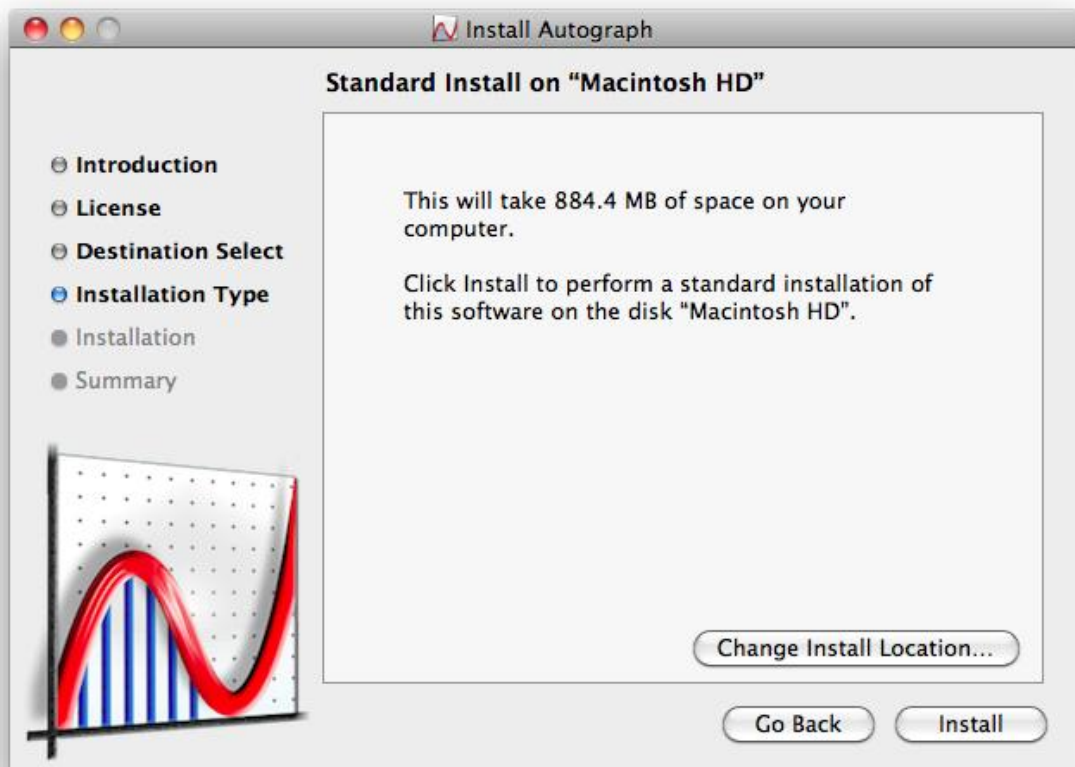 Install Autograph
Standard Install on “Macintosh HD”
Introduction
License
Destination Select
Installation Type
Installation
Summary
This will take 884.4 MB of space on your
computer.
Click Install to perform a standard installation of
this software on the disk “Macintosh HD”.
Change Install Location...
Go Back
Install